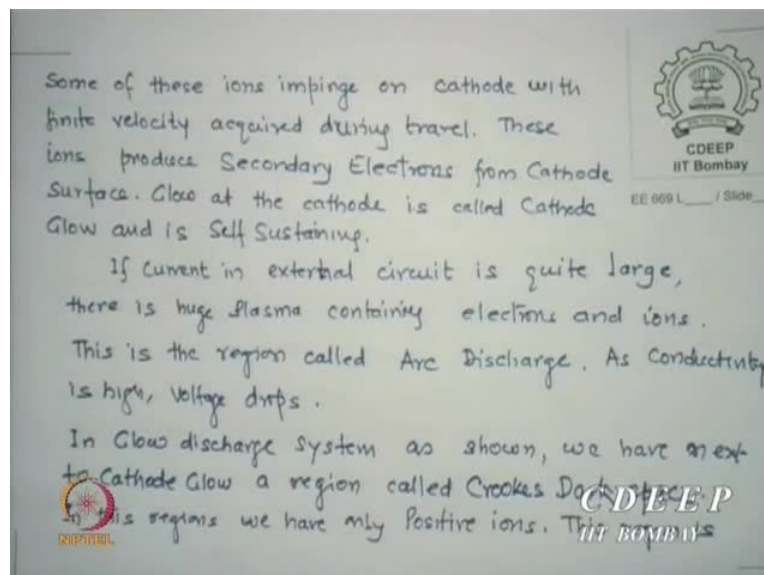 Some of these ions impinge on cathode with
finite velocity acquired during travel. These
ions produce Secondary Electrons from Cathode
Surface. Glow at the cathode is called Cathode
Glow and is Self Sustaining.
If Current in external circuit is quite large,
there is huge Plasma containing electrons and ions.
This is the region called Arc Discharge. As Conductivity
is high, Voltage drops.
In Glow discharge System as shown, we have next
to Cathode Glow a region called Crookes Dark space.
In this regions we have only Positive ions. This
CDEEP
IIT Bombay
EE 669 L____ / Slide__
NPTEL
CDEEP
IIT BOMBAY